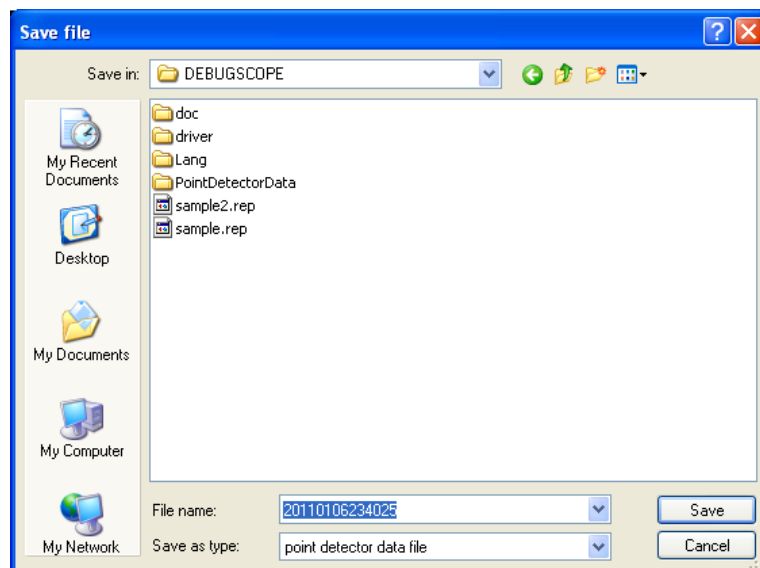 Save file
Save in: DEBUGSCOPE
doc
driver
Lang
PointDetectorData
sample2.rep
sample.rep
My Recent
Documents
Desktop
My Documents
My Computer
My Network
File name: 20110106234025 Save
Save as type: point detector data file Cancel